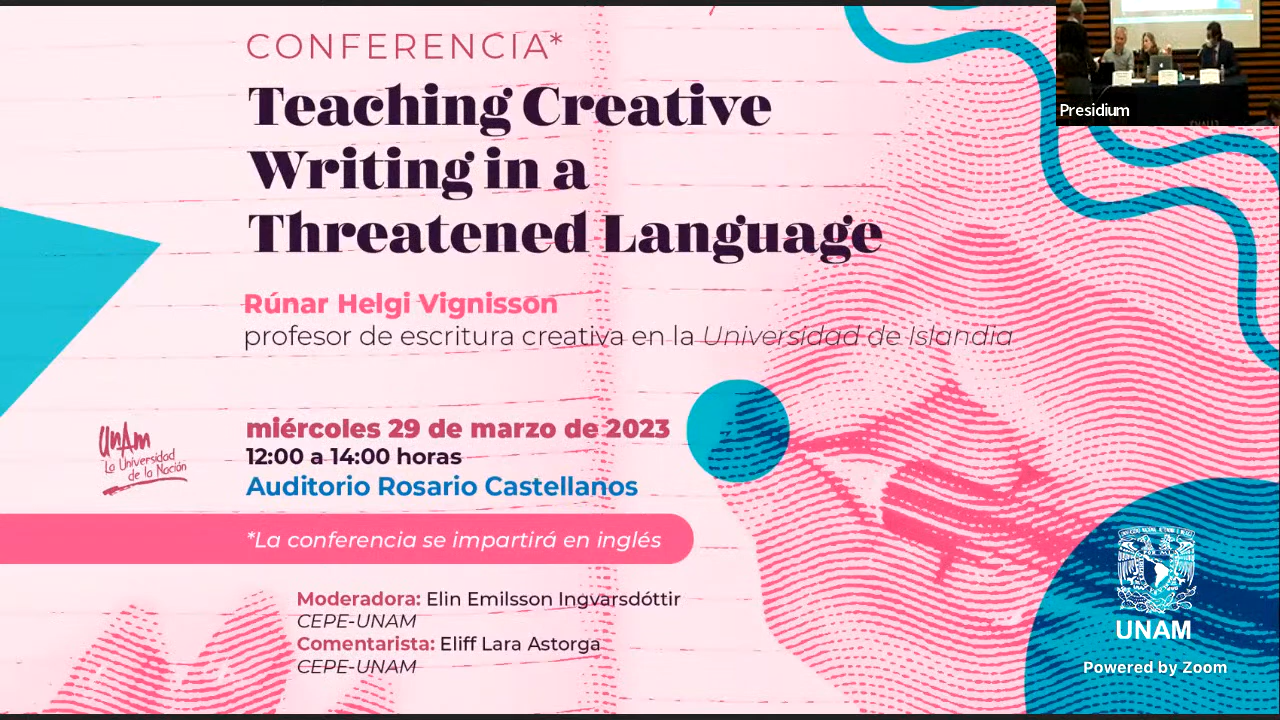 CONFERENCIA*
Teaching Creative
Writing in a
Threatened Language
Rúnar Helgi Vignisson
profesor de escritura creativa en la Universidad de Islandia
miércoles 29 de marzo de 2023
12:00 a 14:00 horas
Auditorio Rosario Castellanos
*La conferencia se impartirá en inglés
Moderadora: Elin Emilsson Ingvarsdóttir
CEPE-UNAM
Comentarista: Eliff Lara Astorga
CEPE-UNAM
UnAm
La Universidad
de la Nación
Presidium
UNAM
Powered by Zoom